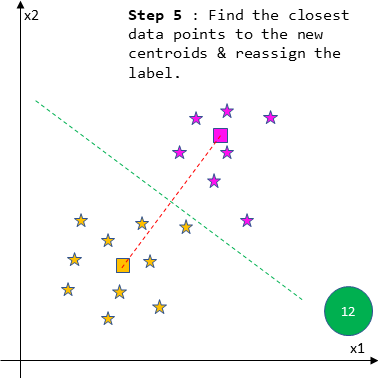 x2
Step 5 : Find the closest
data points to the new
centroids & reassign the
label.
12
x1